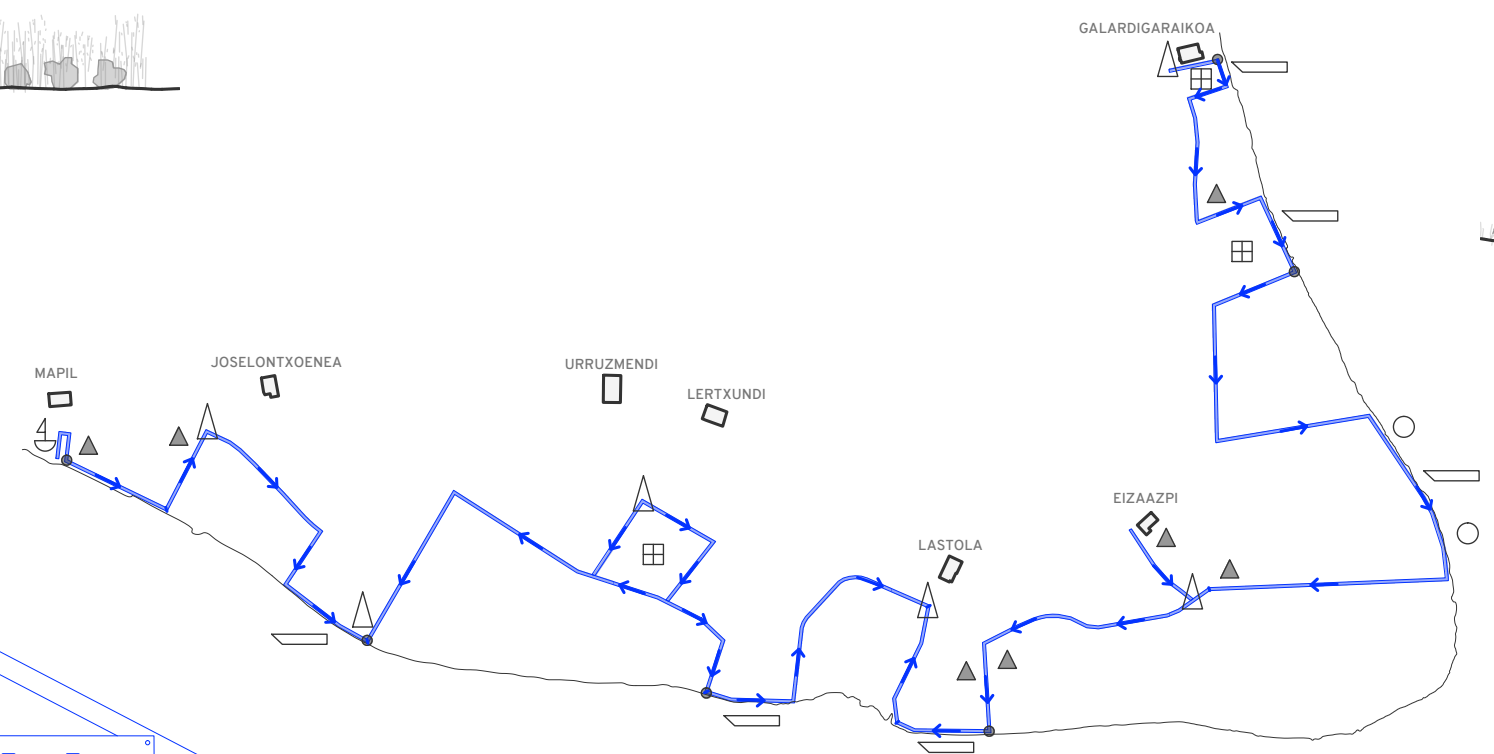 GALARDIGARAIKOA
JOSELONTXOENEA
MAPIL
URRUZMENDI
LERTXUNDI
EIZAAZPI
LASTOLA